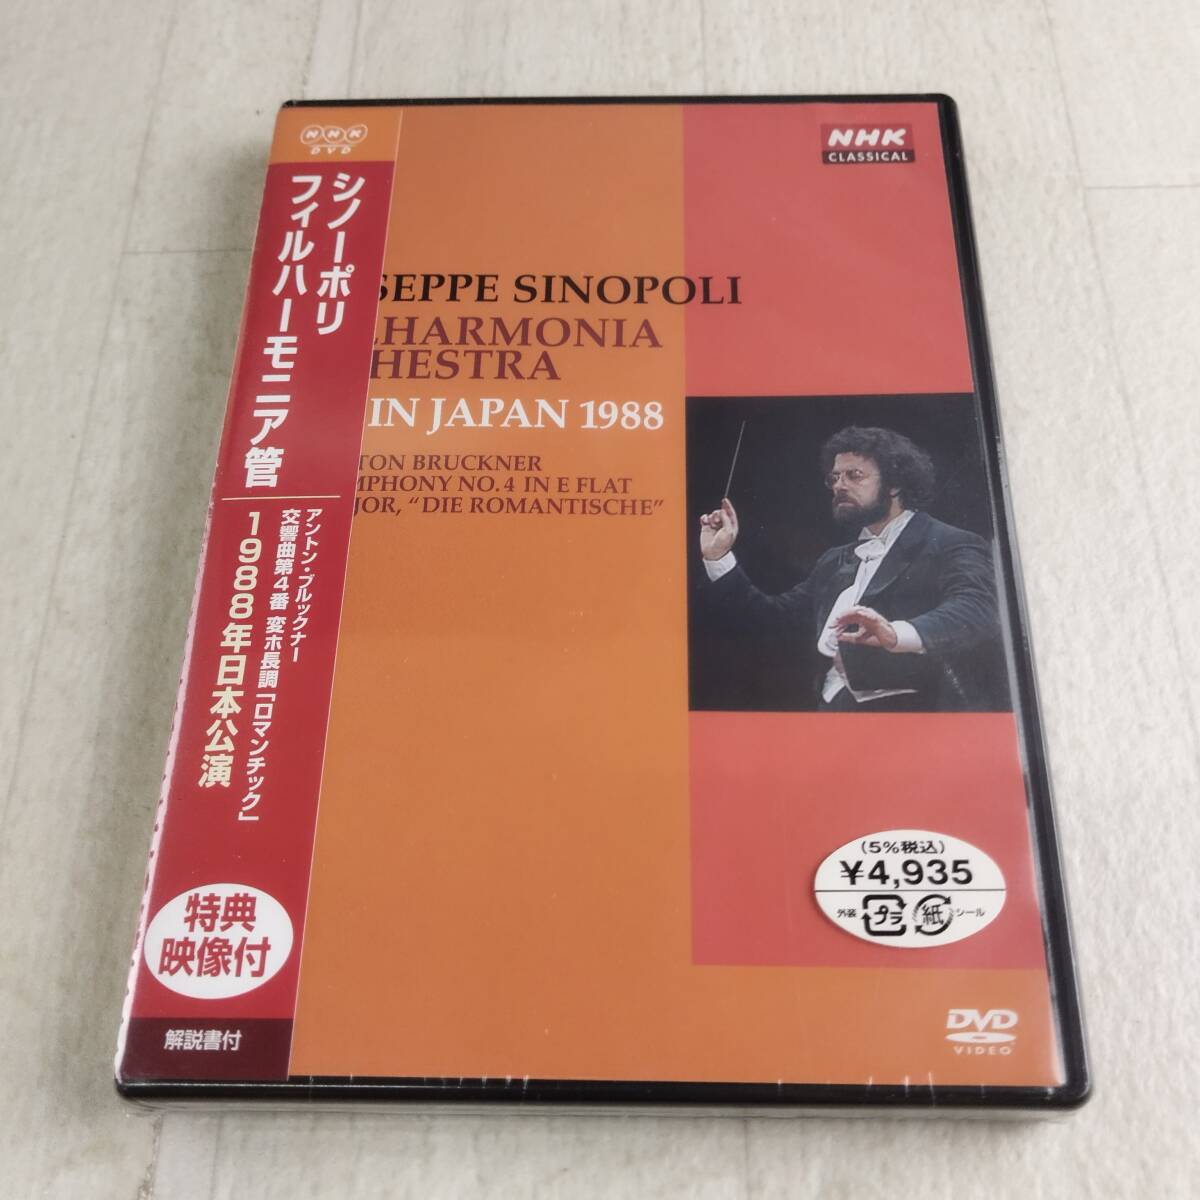 NHK
DVD
シノーポリ
フィルハーモニア管
アントン・ブルックナー
交響曲第4番 変ホ長調「ロマンチック」
1988年日本公演
特典
映像付
解説書付
NHK
CLASSICAL
SEPPE SINOPOLI
HARMONIA
HESTRA
IN JAPAN 1988
TON BRUCKNER
MPHONY NO. 4 IN E FLAT
JOR, “DIE ROMANTISCHE”
(5%税込)
¥4,935
外装 プラ 紙 シール
DVD
VIDEO